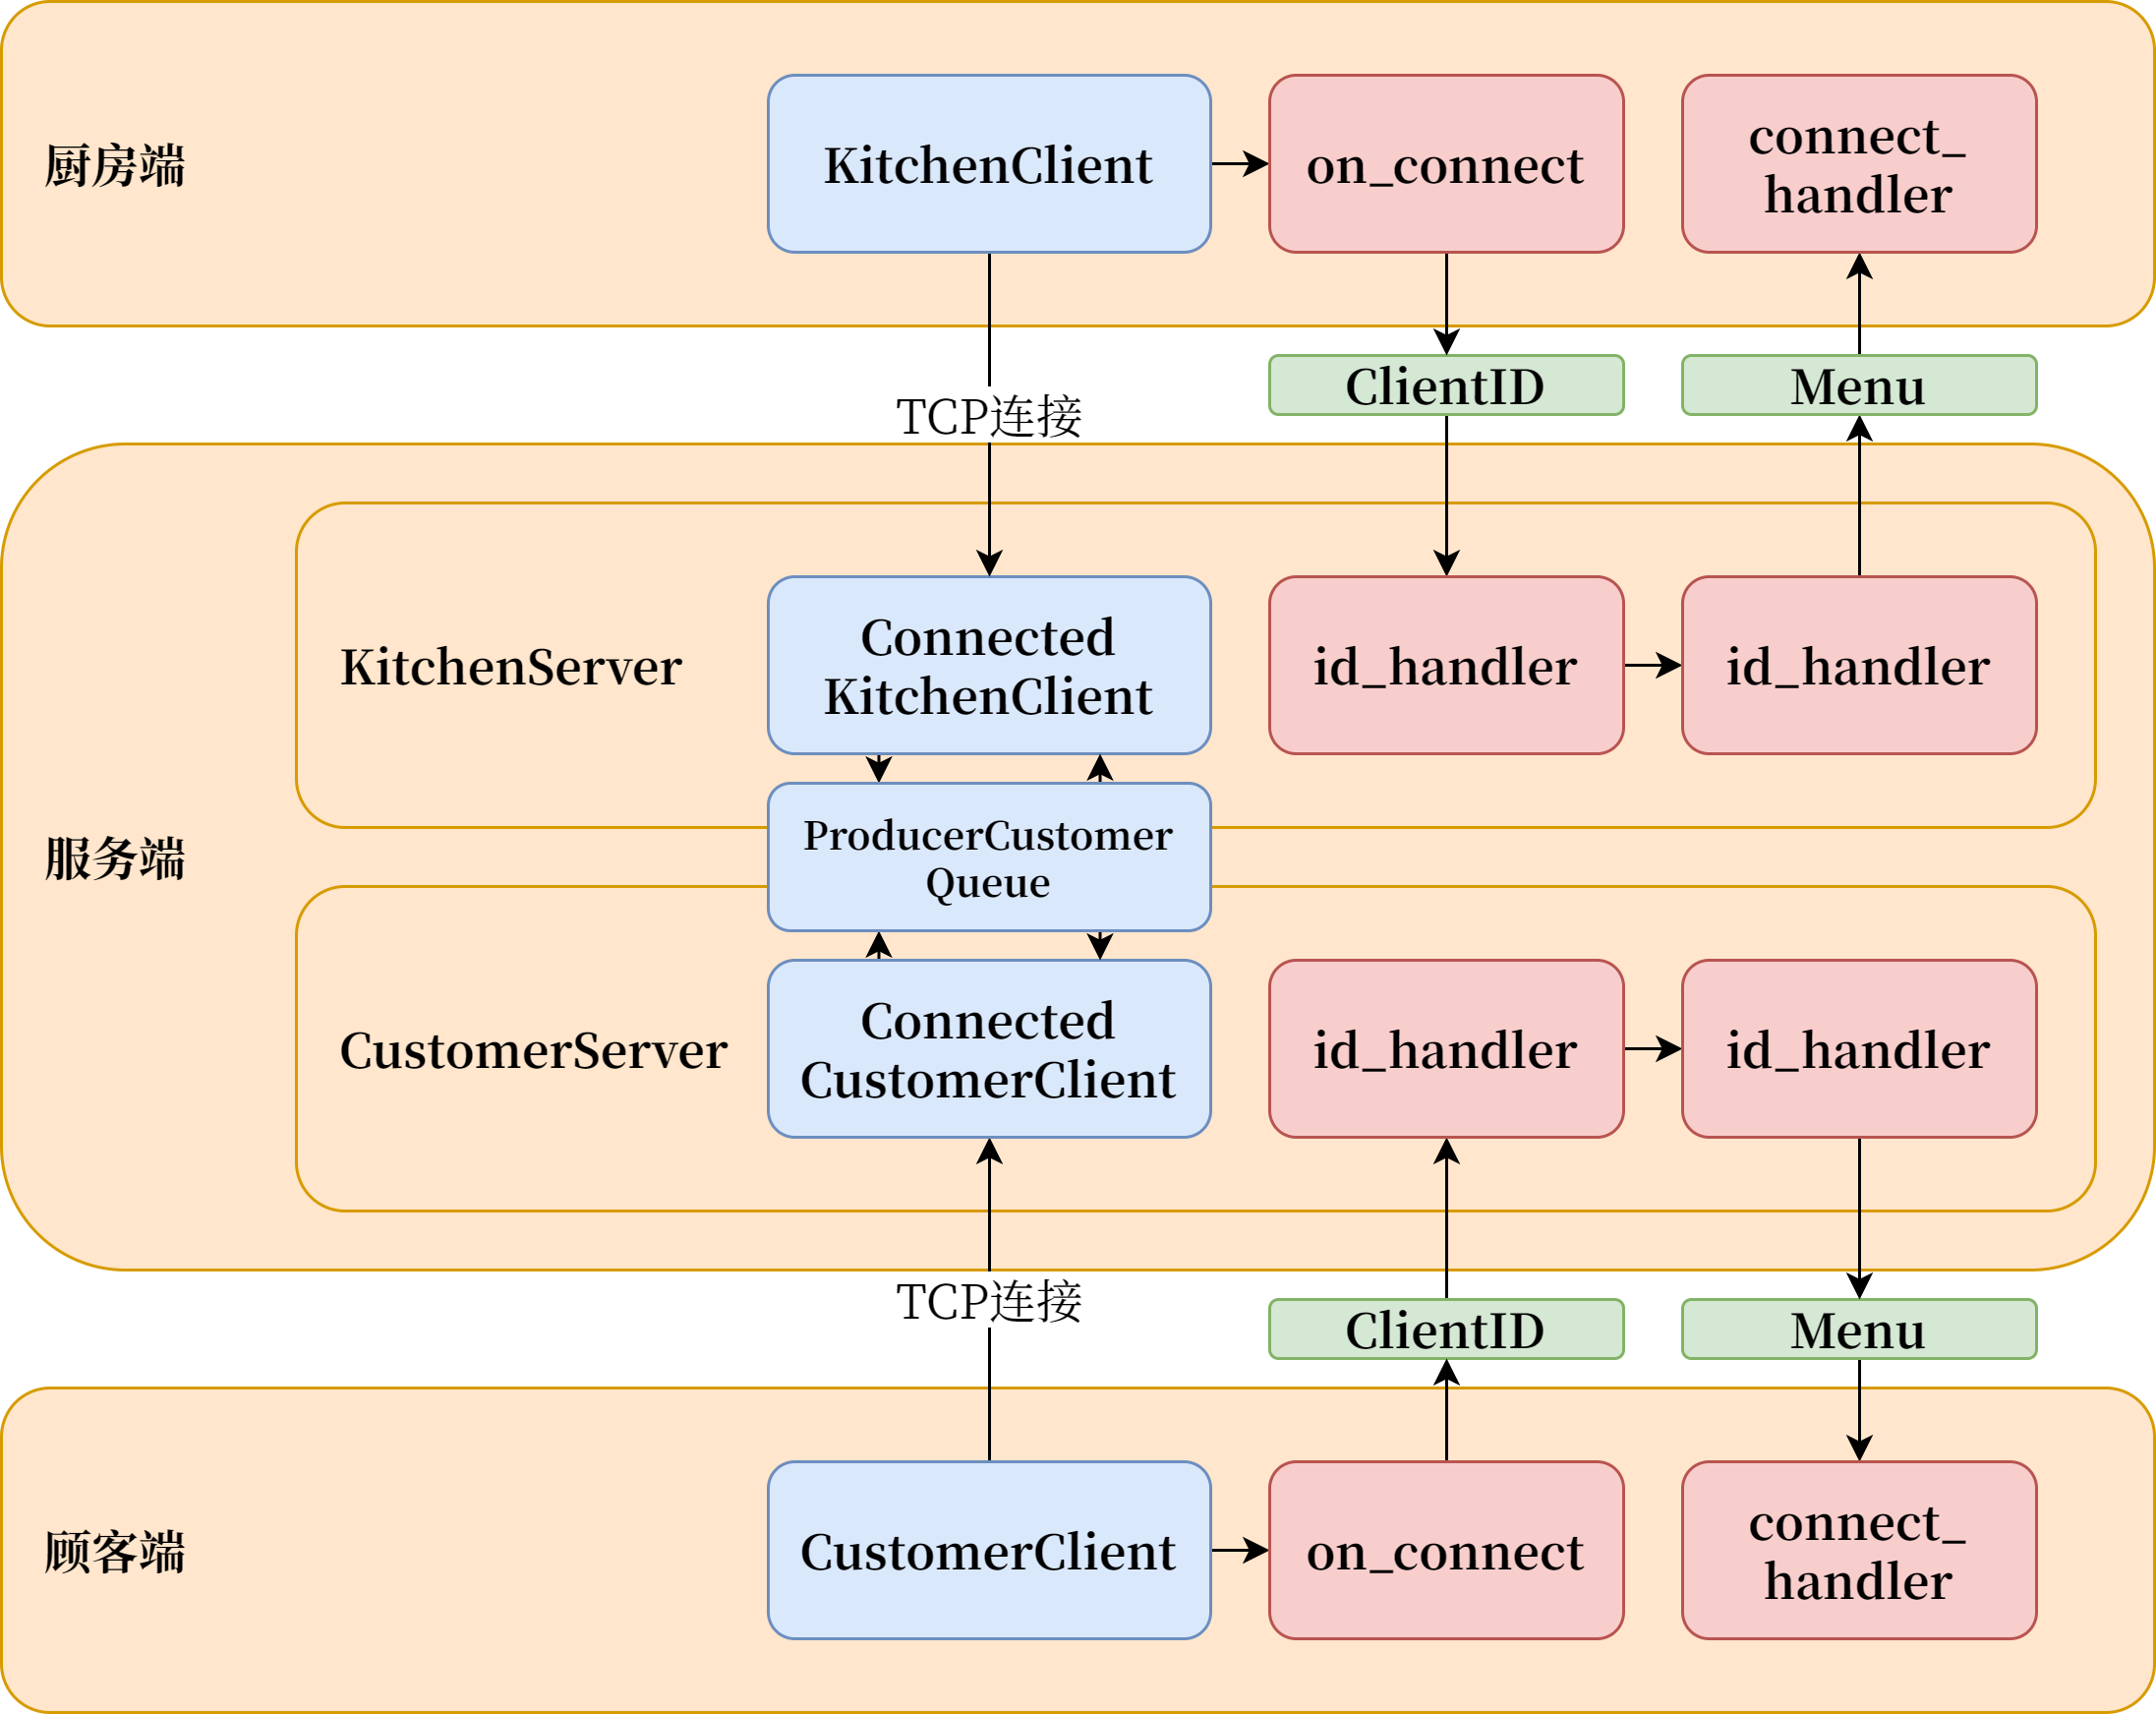 厨房端
KitchenClient
on_connect
connect_
handler
TCP连接
ClientID
Menu
服务端
KitchenServer
Connected
KitchenClient
id_handler
id_handler
ProducerCustomer
Queue
CustomerServer
Connected
CustomerClient
id_handler
id_handler
TCP连接
ClientID
Menu
顾客端
CustomerClient
on_connect
connect_
handler